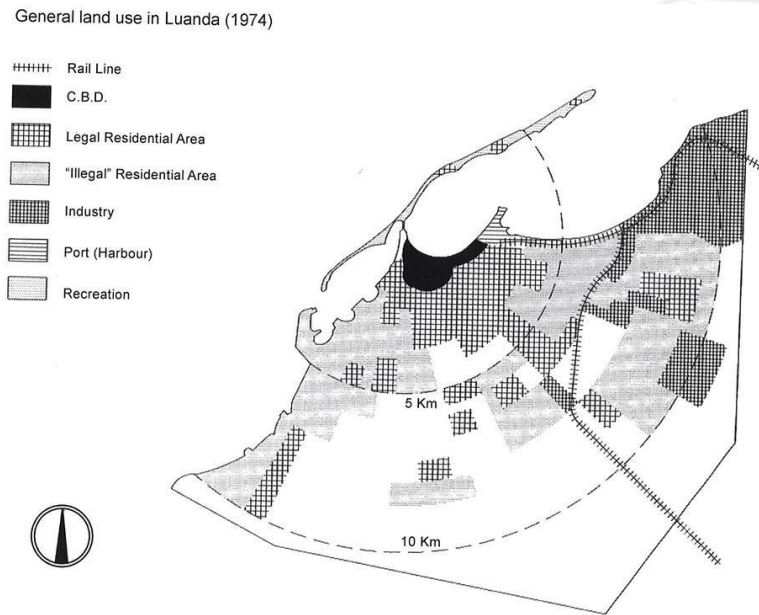 General land use in Luanda (1974)
Rail Line
C.B.D.
Legal Residential Area
"Illegal" Residential Area
Industry
Port (Harbour)
Recreation
5 Km
10 Km